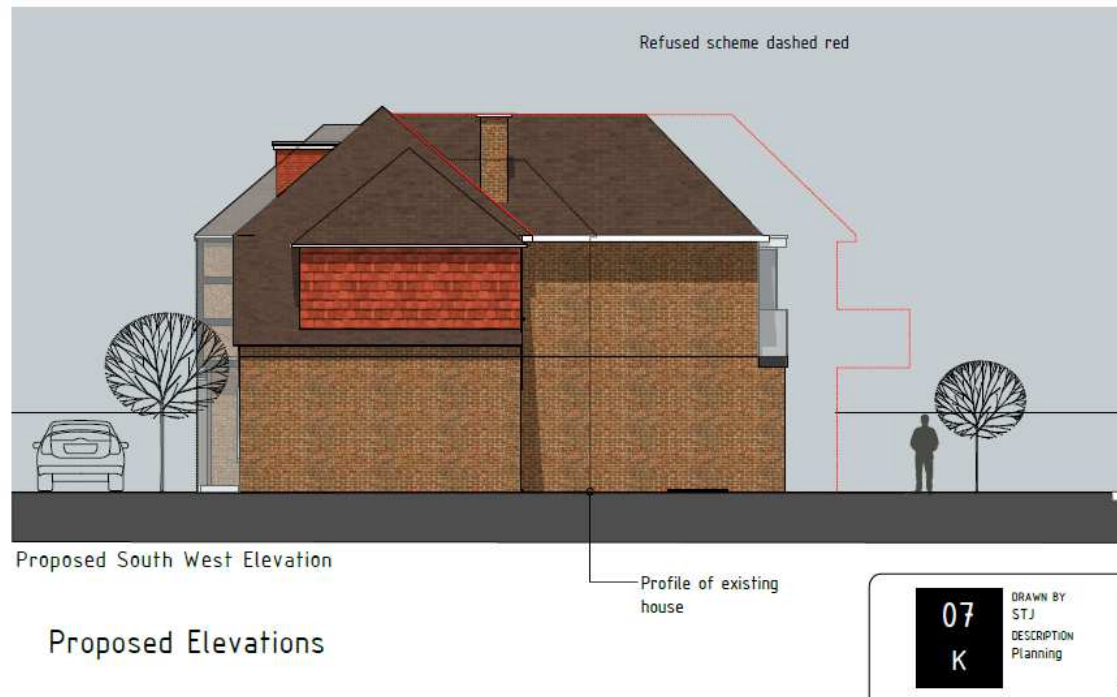 Refused scheme dashed red
Proposed South West Elevation
Profile of existing
house
Proposed Elevations
07
K
DRAWN BY
STJ
DESCRIPTION
Planning